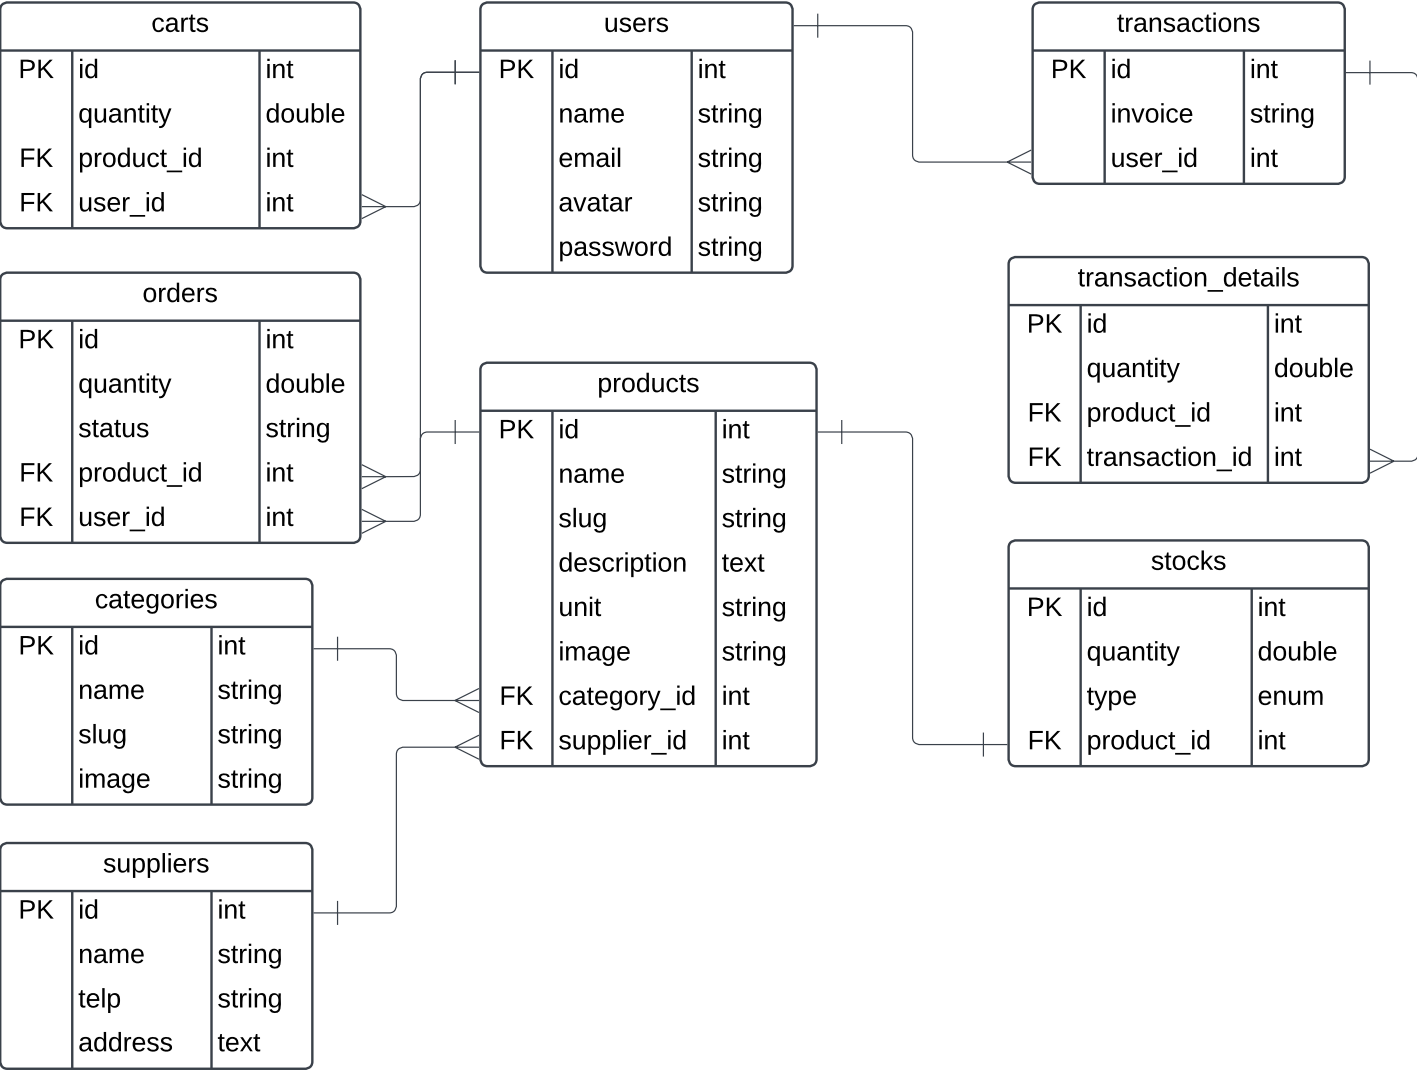 carts
PK id int
quantity double
FK product_id int
FK user_id int
orders
PK id int
quantity double
status string
FK product_id int
FK user_id int
categories
PK id int
name string
slug string
image string
suppliers
PK id int
name string
telp string
address text
users
PK id int
name string
email string
avatar string
password string
products
PK id int
name string
slug string
description text
unit string
image string
FK category_id int
FK supplier_id int
transactions
PK id int
invoice string
user_id int
transaction_details
PK id int
quantity double
FK product_id int
FK transaction_id int
stocks
PK id int
quantity double
type enum
FK product_id int